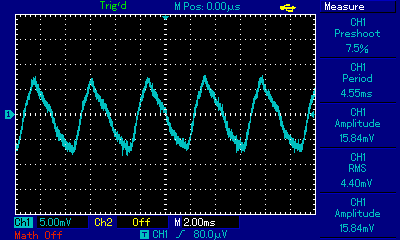 Trig'd M Pos: 0.00µs Measure
CH1
Preshoot
7.5%
CH1
Period
4.55ms
CH1
Amplitude
15.84mV
CH1
RMS
4.40mV
CH1
Amplitude
15.84mV
1
Ch1 5.00mV Ch2 Off M 2.00ms
Math Off T CH1 80.0µV